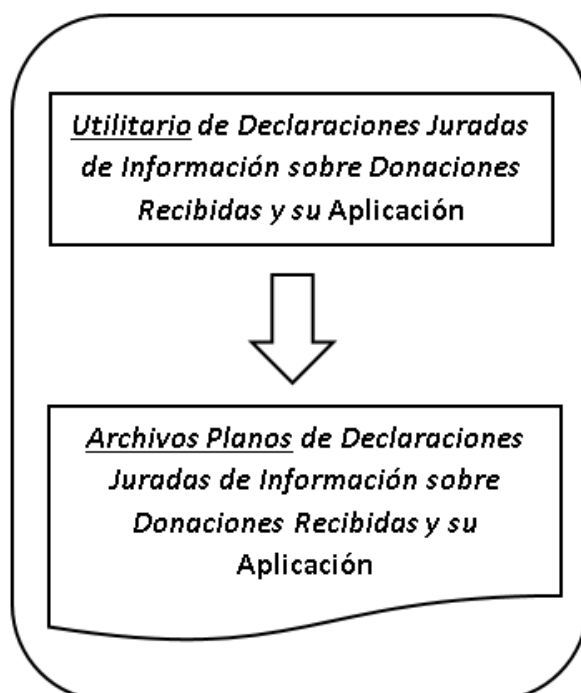 Utilitario de Declaraciones Juradas
de Información sobre Donaciones
Recibidas y su Aplicación
Archivos Planos de Declaraciones
Juradas de Información sobre
Donaciones Recibidas y su
Aplicación